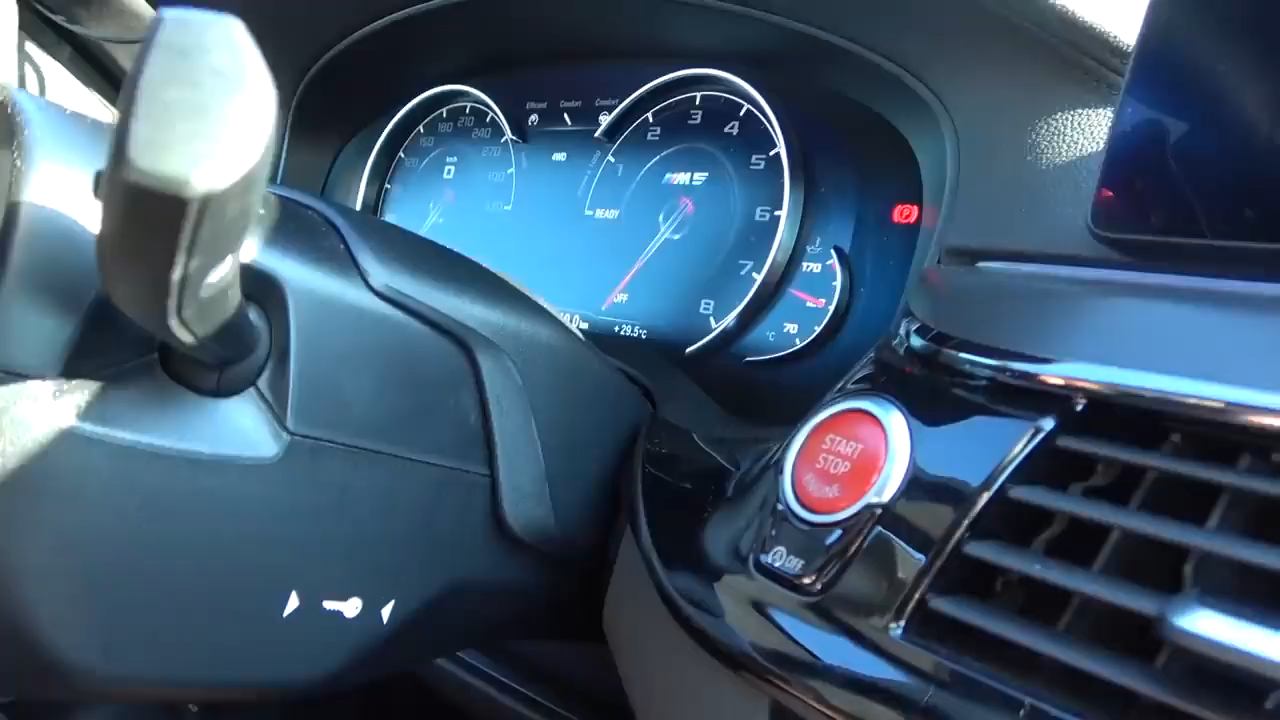 Efficient Comfort Comfort
120
150
180
210
240
270
300
330
km/h
0
4WD
1
2
3
4
5
6
7
8
M5
READY
OFF
+29.5°C
170
70
°C
P
START
STOP
ENGINE
A OFF